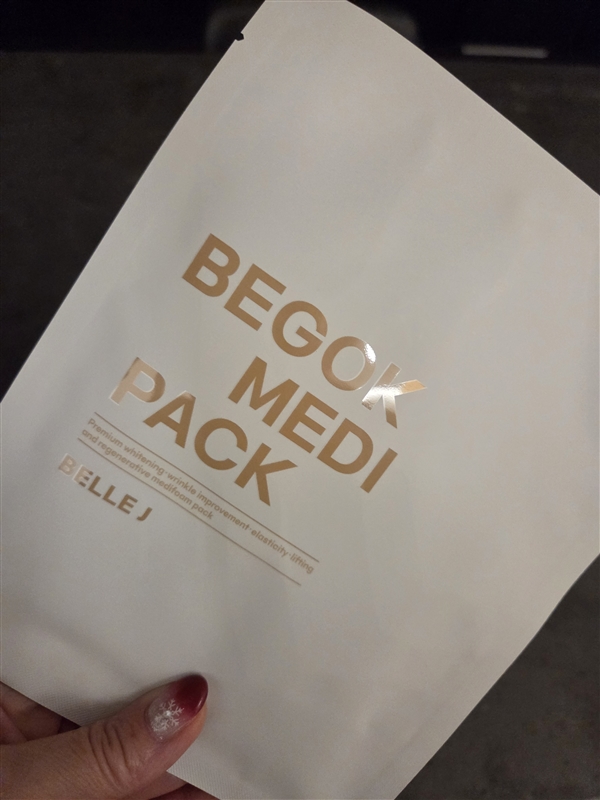 BEGOK
MEDI
PACK
Premium whitening·wrinkle improvement·elasticity·lifting
and regenerative medifoam pack
BELLE J